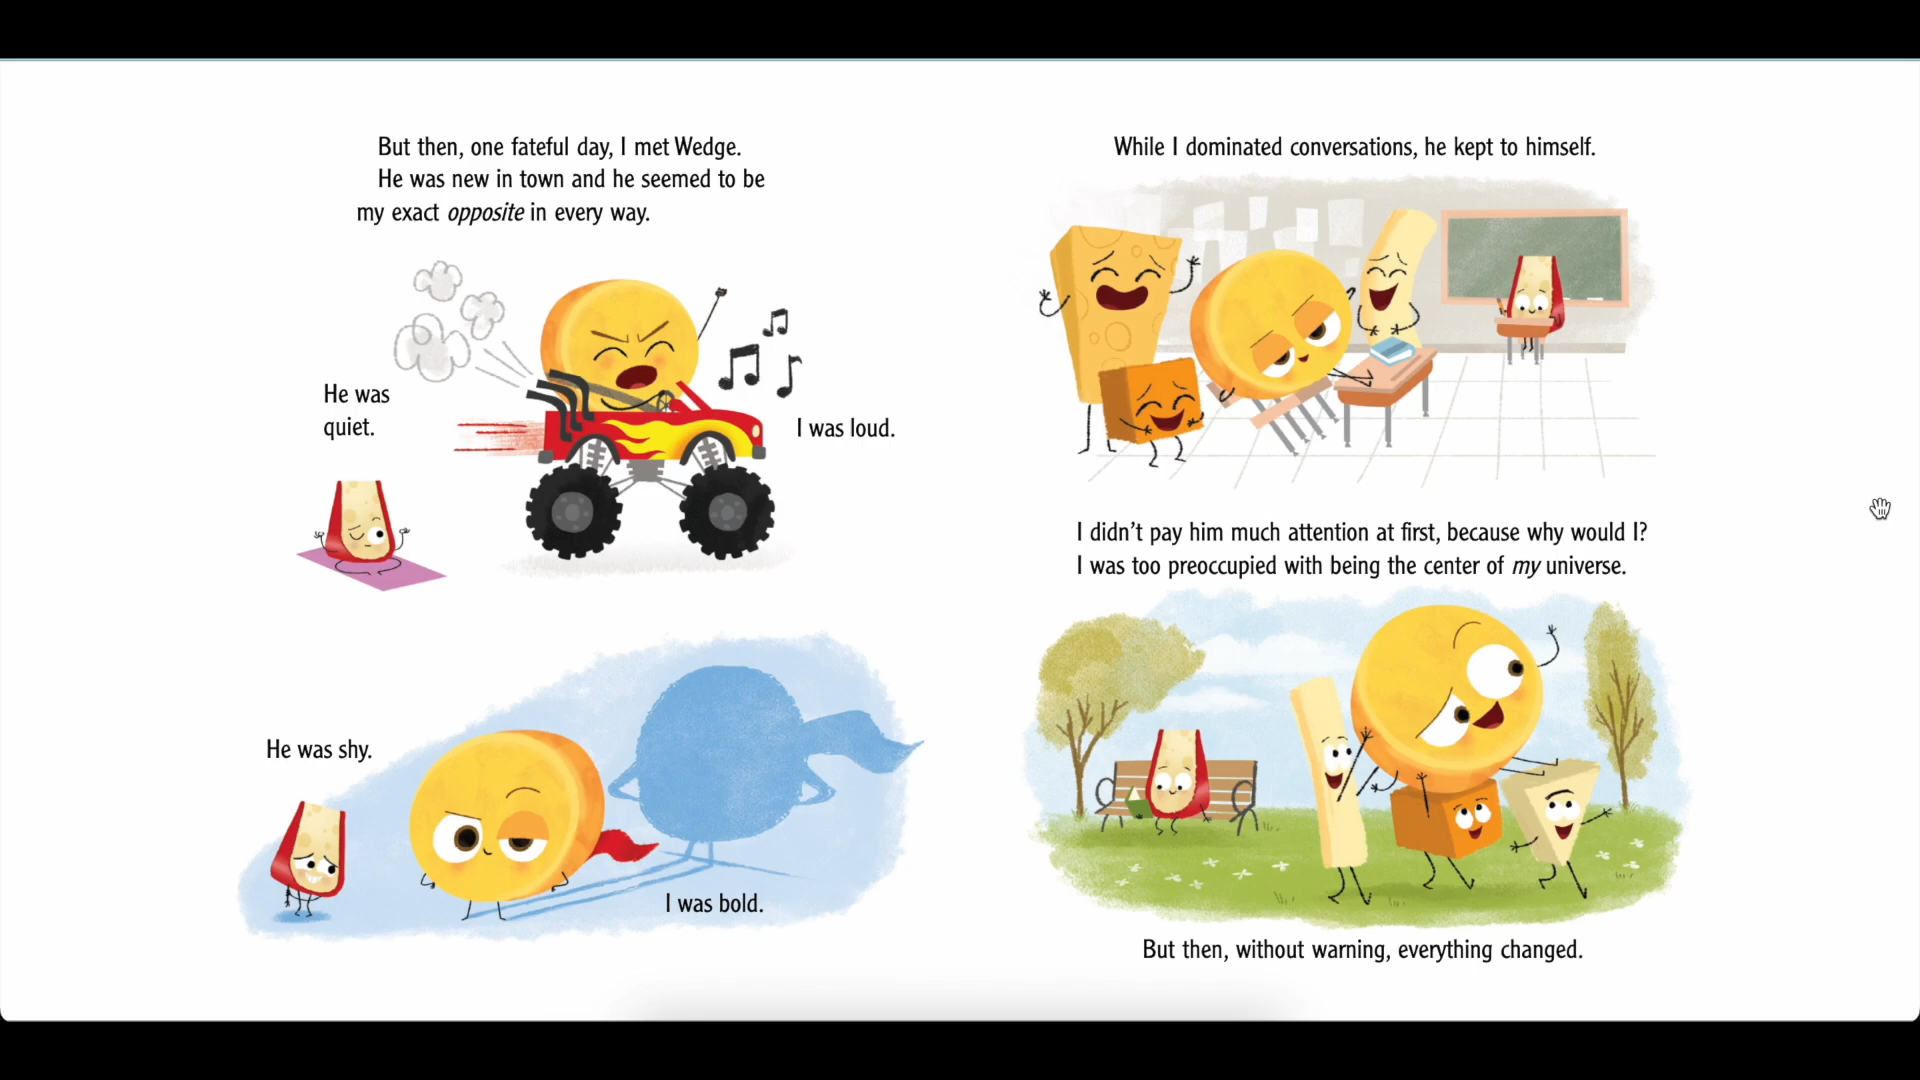 But then, one fateful day, I met Wedge.
He was new in town and he seemed to be
my exact opposite in every way.
He was
quiet.
I was loud.
He was shy.
I was bold.
While I dominated conversations, he kept to himself.
I didn’t pay him much attention at first, because why would I?
I was too preoccupied with being the center of my universe.
But then, without warning, everything changed.